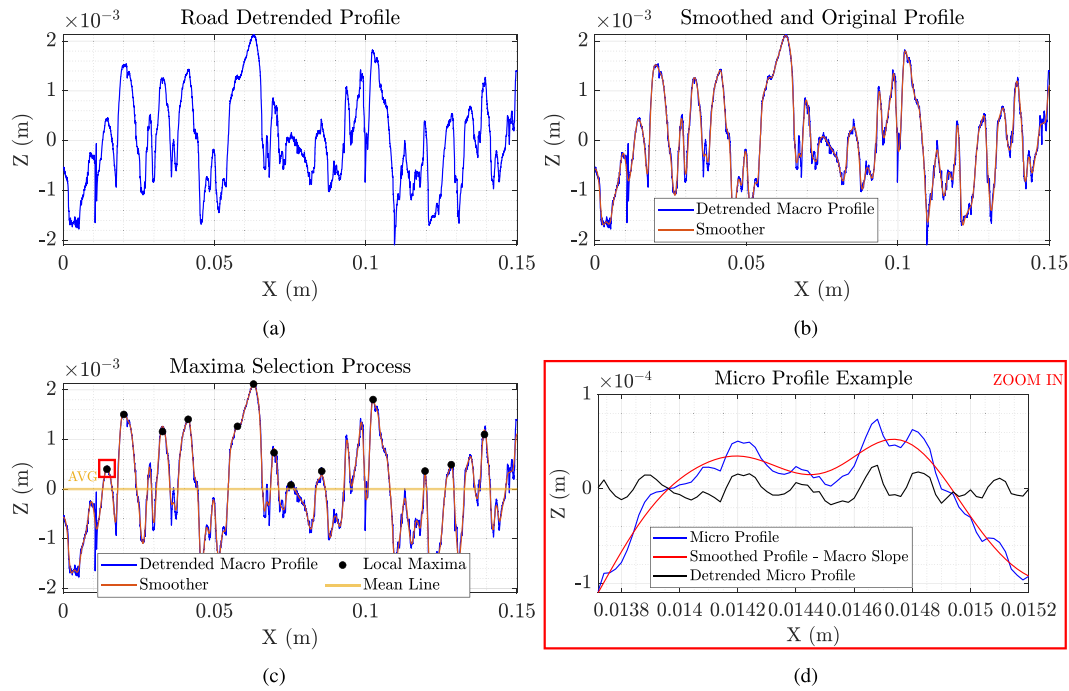 Road Detrended Profile
×10⁻³
2
1
0
-1
-2
Z (m)
0 0.05 0.1 0.15
X (m)
(a)
Smoothed and Original Profile
×10⁻³
2
1
0
-1
-2
Z (m)
Detrended Macro Profile
Smoother
0 0.05 0.1 0.15
X (m)
(b)
Maxima Selection Process
×10⁻³
2
1
0
-1
-2
Z (m)
AVG
Detrended Macro Profile
Smoother
Local Maxima
Mean Line
0 0.05 0.1 0.15
X (m)
(c)
ZOOM IN
Micro Profile Example
×10⁻⁴
1
0
-1
Z (m)
Micro Profile
Smoothed Profile - Macro Slope
Detrended Micro Profile
0.0138 0.014 0.0142 0.0144 0.0146 0.0148 0.015 0.0152
X (m)
(d)